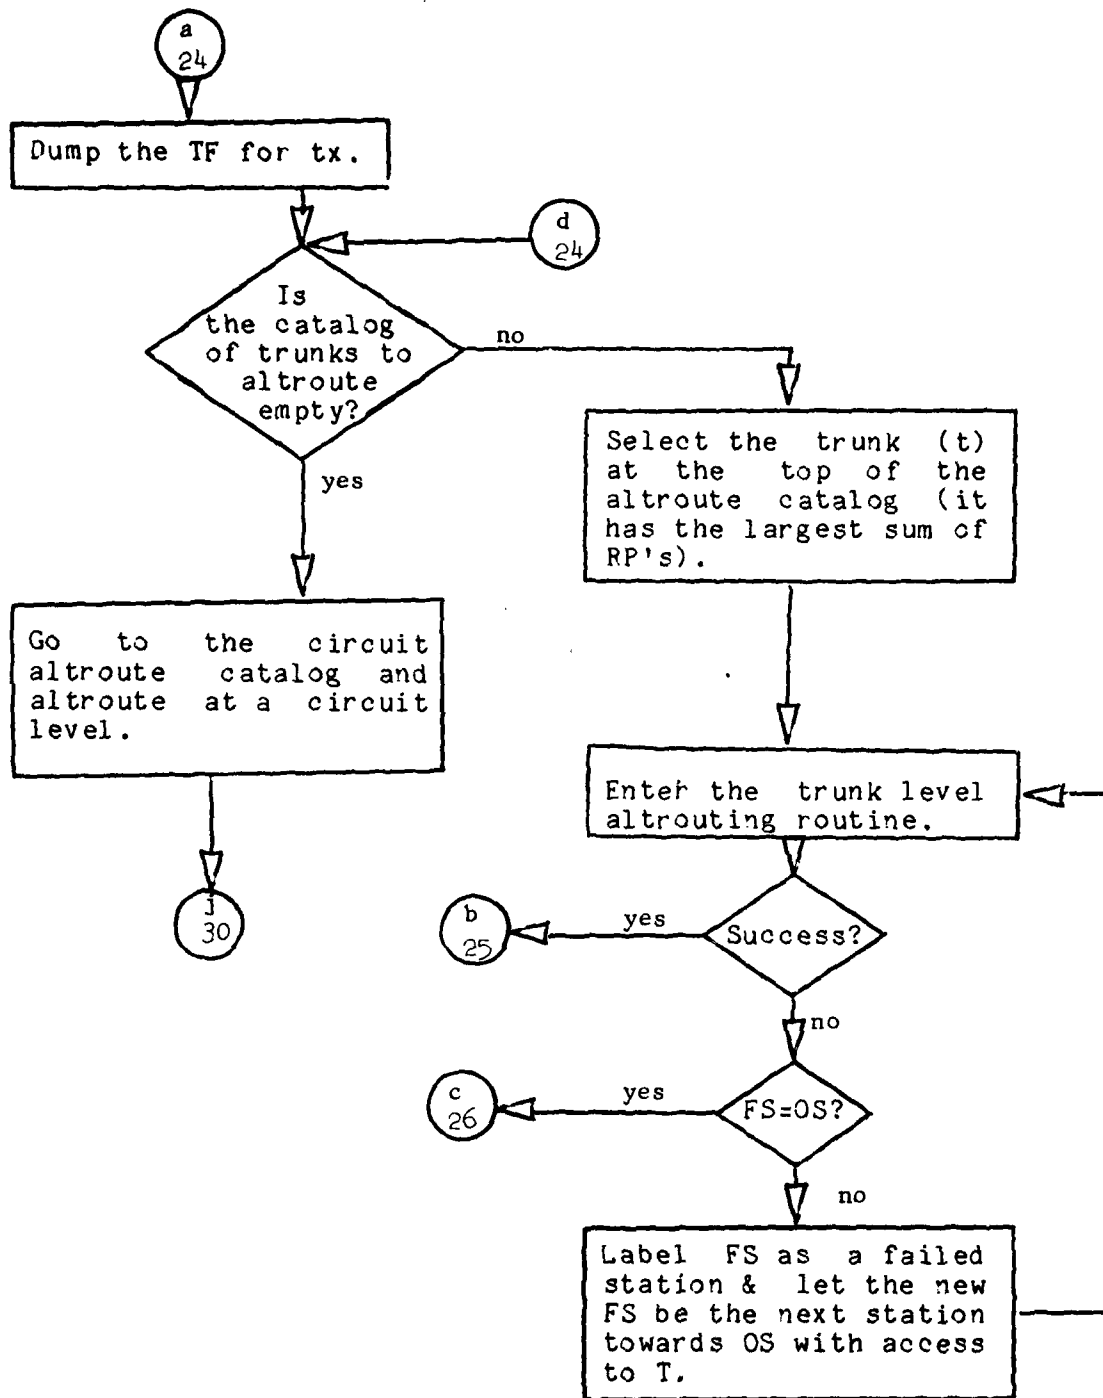 a
24
Dump the TF for tx.
d
24
Is
the catalog
of trunks to
altroute
empty?
no
yes
Select the trunk (t)
at the top of the
altroute catalog (it
has the largest sum of
RP's).
Go to the circuit
altroute catalog and
altroute at a circuit
level.
Enter the trunk level
altrouting routine.
30
b
25
yes
Success?
no
c
26
yes
FS=OS?
no
Label FS as a failed
station & let the new
FS be the next station
towards OS with access
to T.